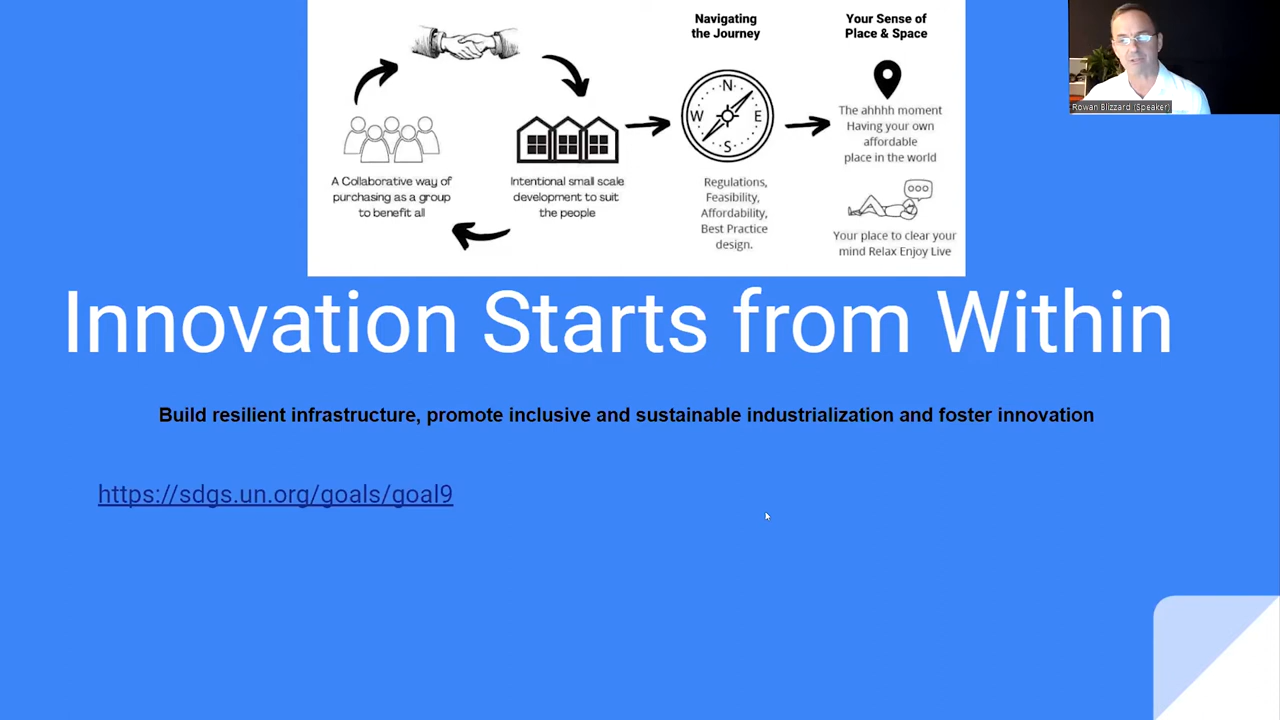 Navigating
the Journey
Your Sense of
Place & Space
Rowan Blizzard (Speaker)
N
W
E
S
The ahhhh moment
Having your own
affordable
place in the world
A Collaborative way of
purchasing as a group
to benefit all
Intentional small scale
development to suit
the people
Regulations,
Feasibility,
Affordability,
Best Practice
design.
Your place to clear your
mind Relax Enjoy Live
Innovation Starts from Within
Build resilient infrastructure, promote inclusive and sustainable industrialization and foster innovation
https://sdgs.un.org/goals/goal9